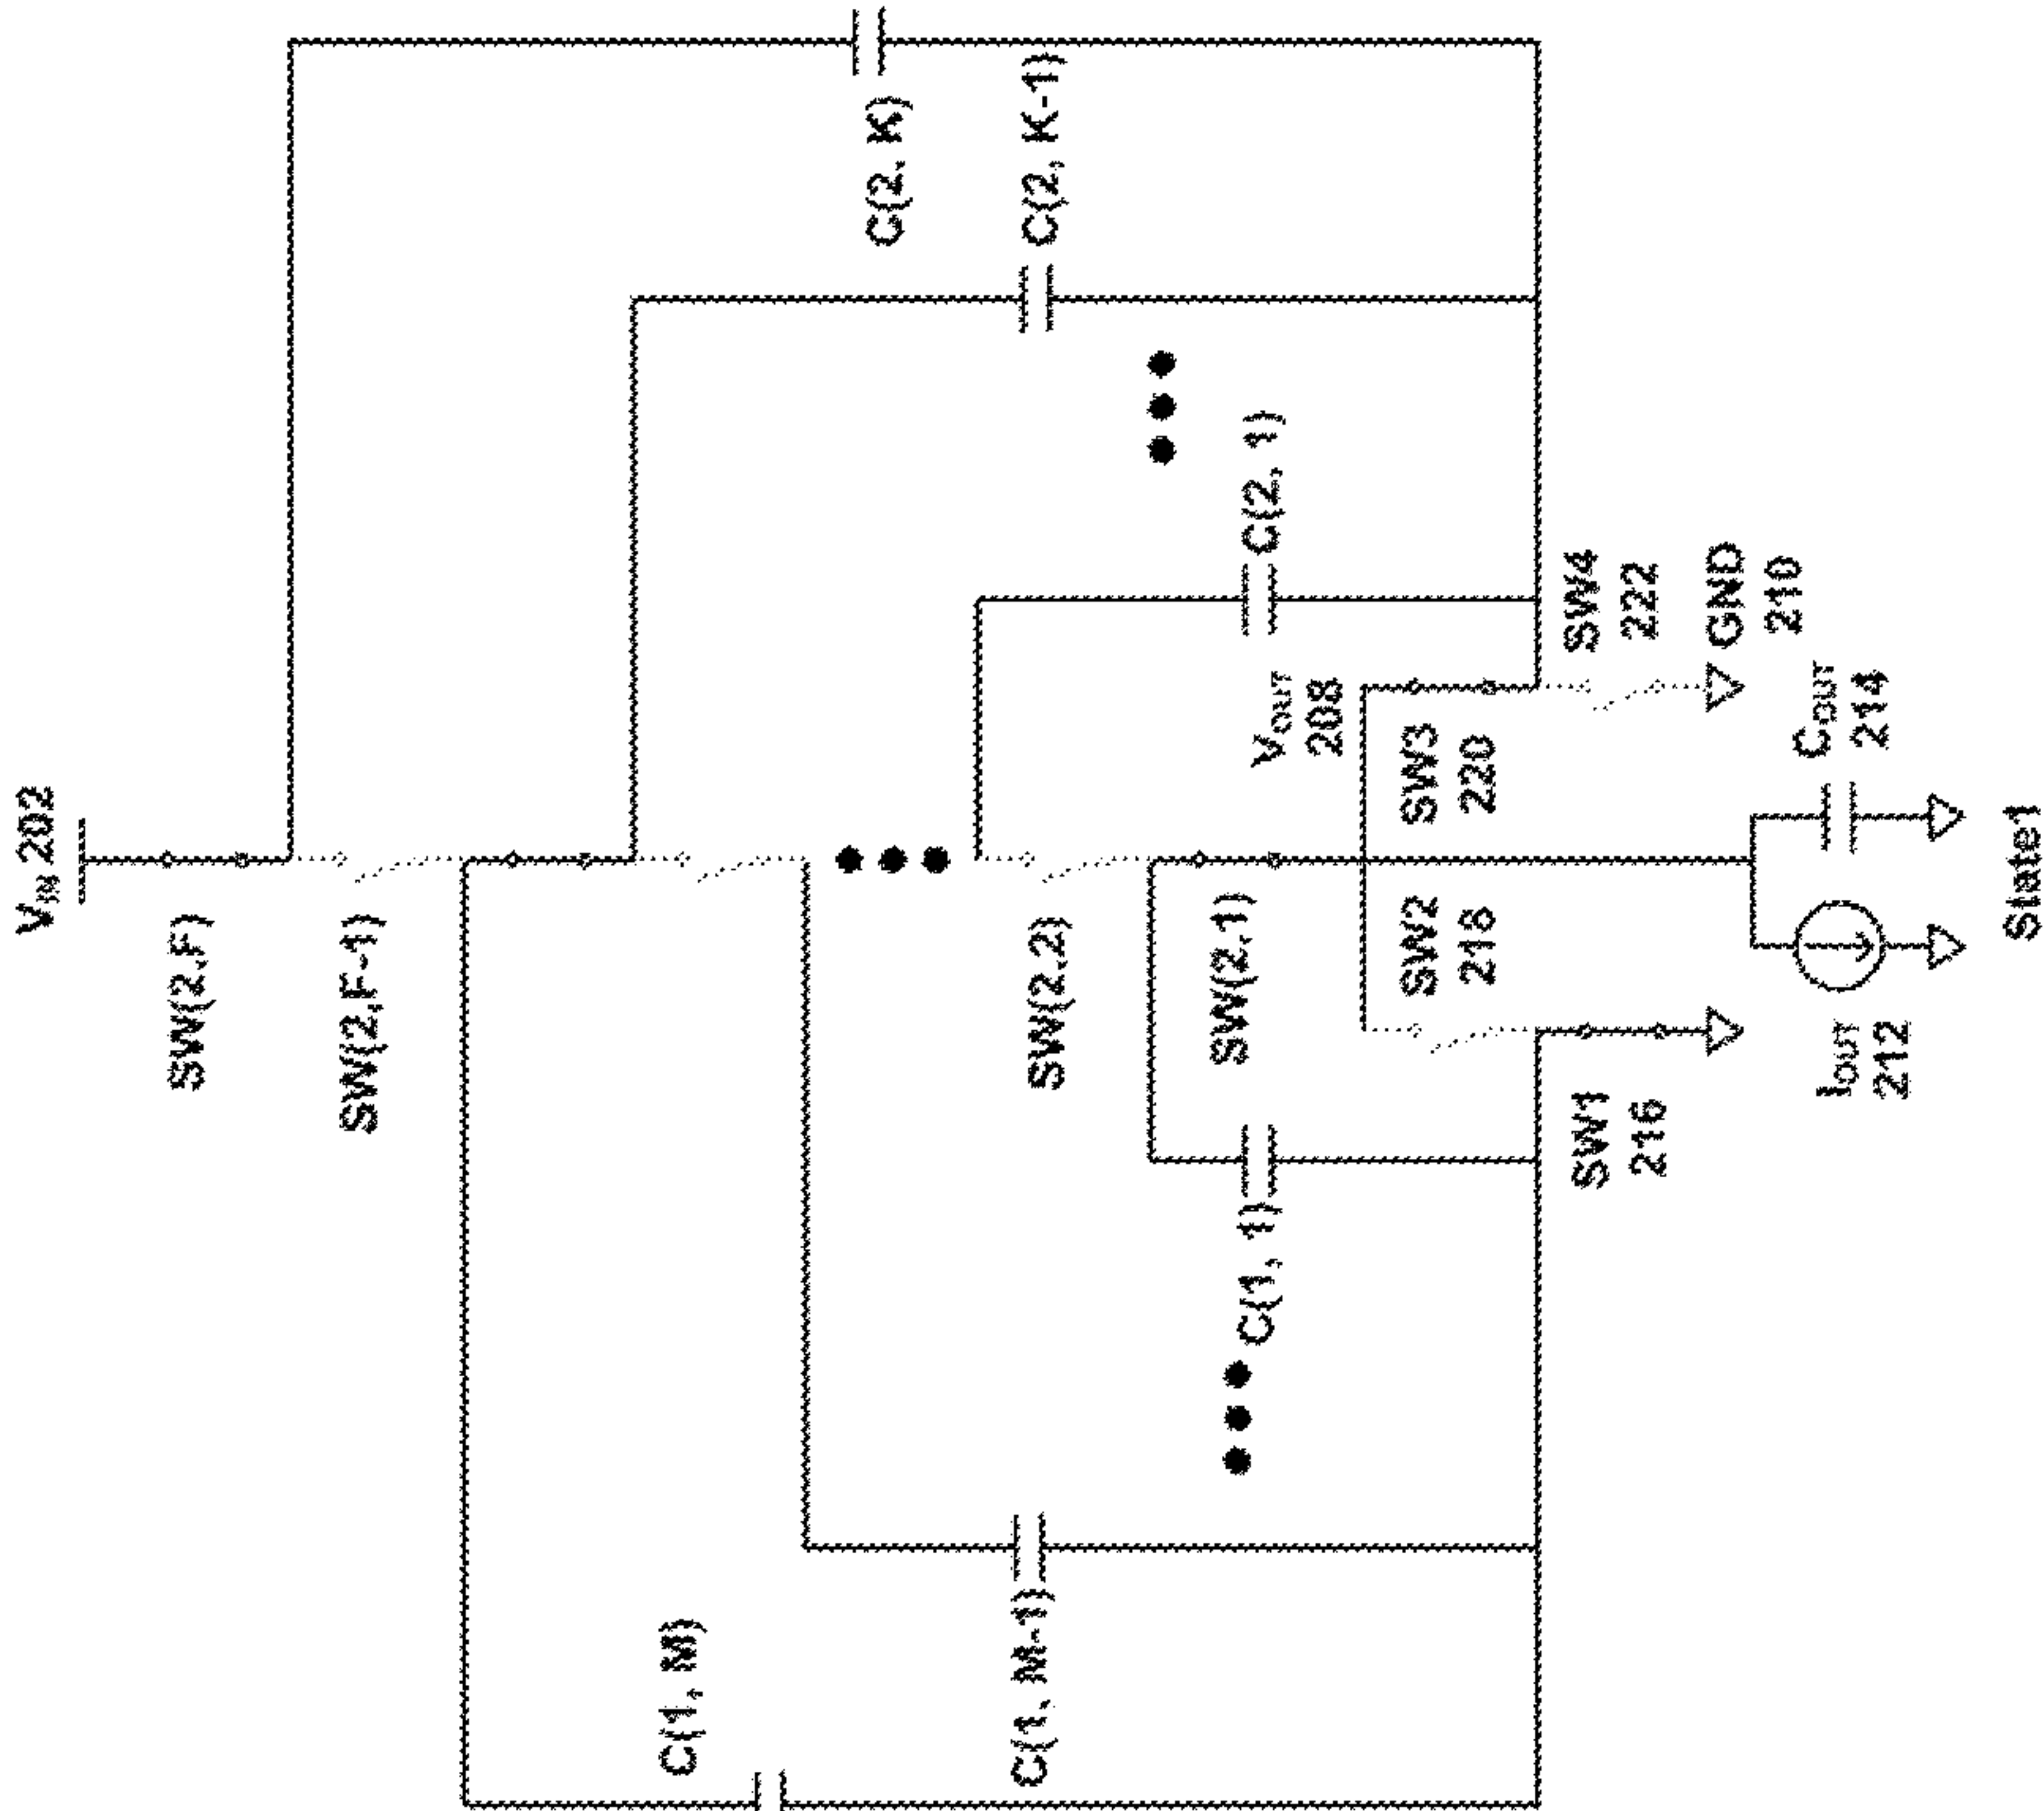 V_IN 202
SW(2,F)
SW(2,F-1)
C(2, K)
C(2, K-1)
C(1, M)
C(1, M-1)
SW(2,2)
C(2, 1)
C(1, 1)
SW(2,1)
V_OUT
208
SW2
218
SW3
220
SW1
216
SW4
222
GND
210
I_OUT
212
C_OUT
214
State1